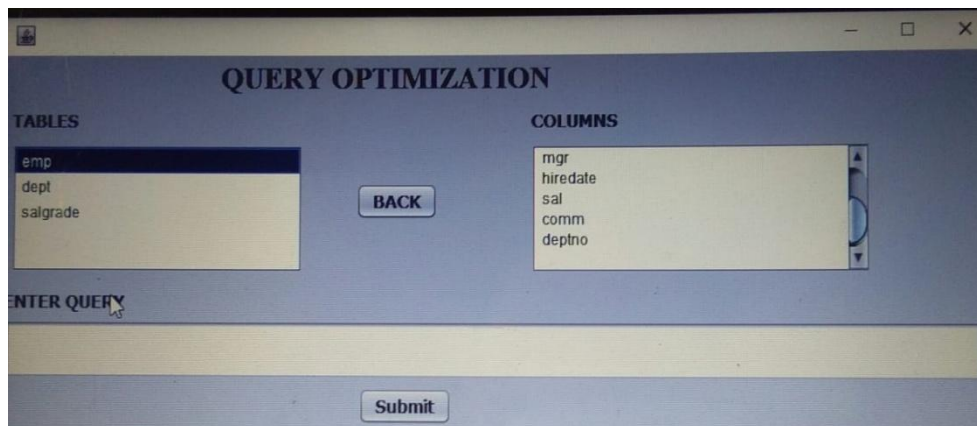 QUERY OPTIMIZATION
TABLES
emp
dept
salgrade
BACK
COLUMNS
mgr
hiredate
sal
comm
deptno
ENTER QUERY
Submit